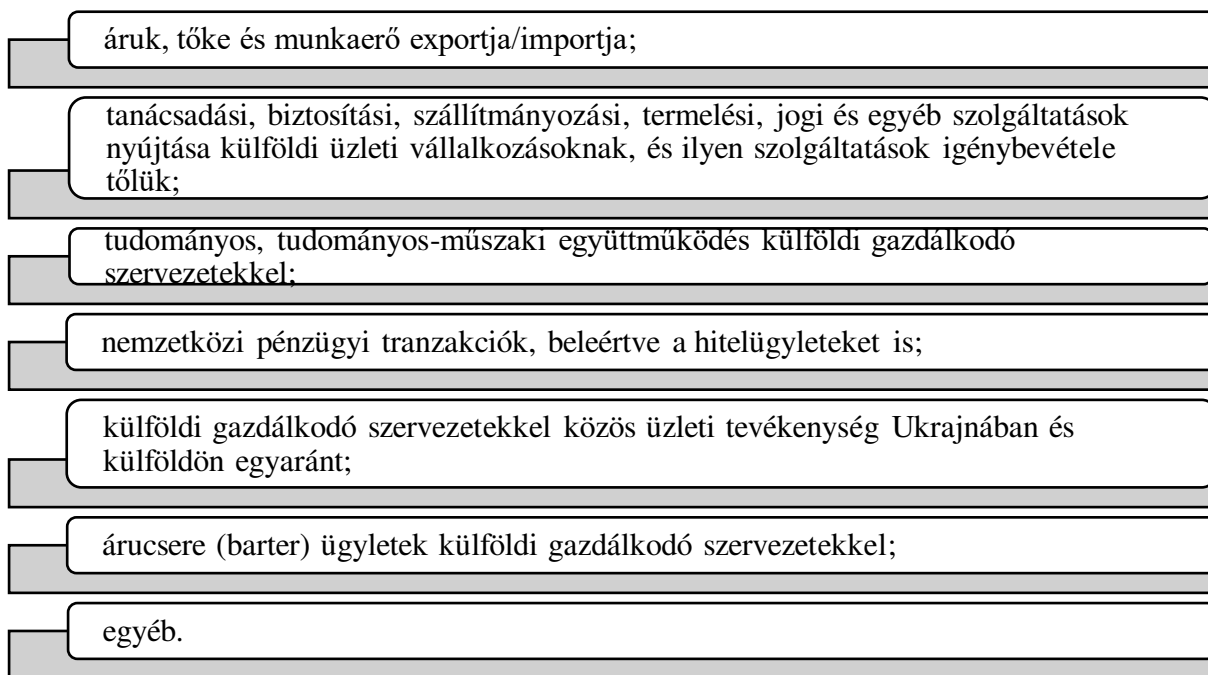 áruk, tőke és munkaerő exportja/importja;
tanácsadási, biztosítási, szállítmányozási, termelési, jogi és egyéb szolgáltatások
nyújtása külföldi üzleti vállalkozásoknak, és ilyen szolgáltatások igénybevétele
tőlük;
tudományos, tudományos-műszaki együttműködés külföldi gazdálkodó
szervezetekkel;
nemzetközi pénzügyi tranzakciók, beleértve a hitelügyleteket is;
külföldi gazdálkodó szervezetekkel közös üzleti tevékenység Ukrajnában és
külföldön egyaránt;
árucsere (barter) ügyletek külföldi gazdálkodó szervezetekkel;
egyéb.